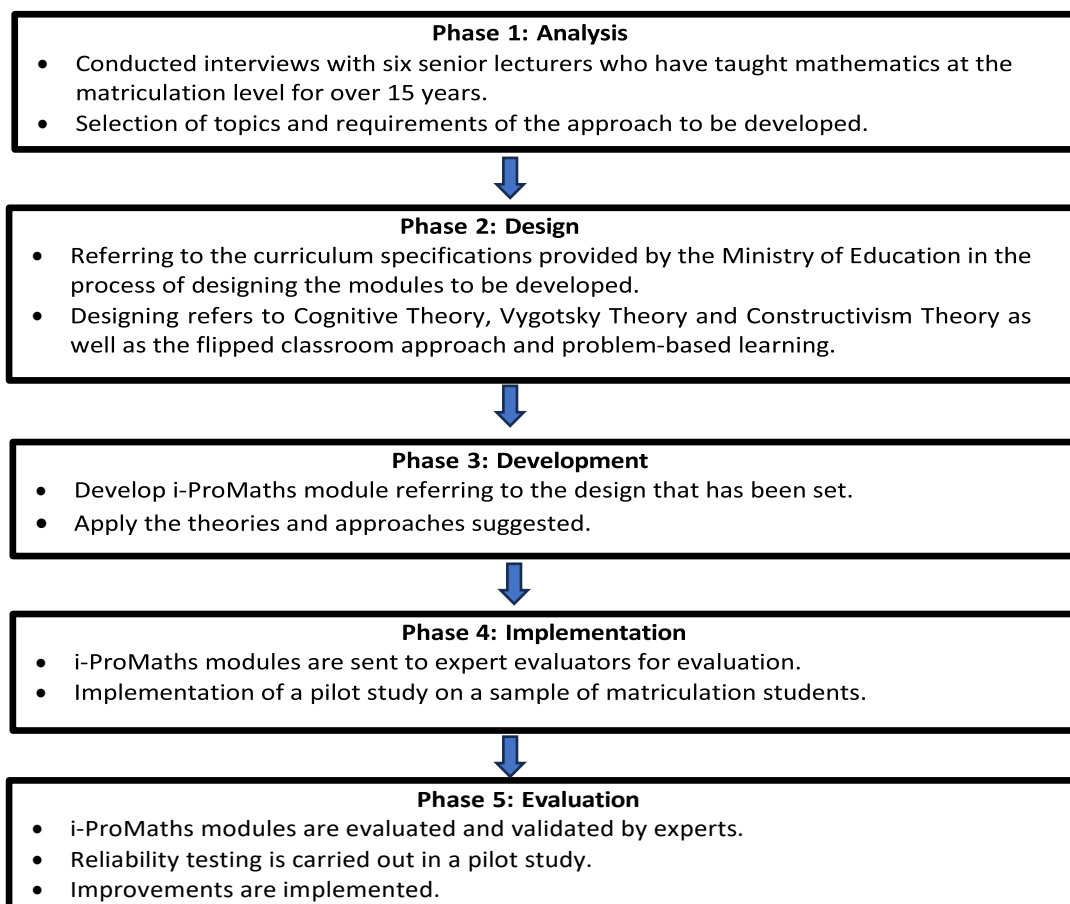 Phase 1: Analysis
• Conducted interviews with six senior lecturers who have taught mathematics at the
matriculation level for over 15 years.
• Selection of topics and requirements of the approach to be developed.
Phase 2: Design
• Referring to the curriculum specifications provided by the Ministry of Education in the
process of designing the modules to be developed.
• Designing refers to Cognitive Theory, Vygotsky Theory and Constructivism Theory as
well as the flipped classroom approach and problem-based learning.
Phase 3: Development
• Develop i-ProMaths module referring to the design that has been set.
• Apply the theories and approaches suggested.
Phase 4: Implementation
• i-ProMaths modules are sent to expert evaluators for evaluation.
• Implementation of a pilot study on a sample of matriculation students.
Phase 5: Evaluation
• i-ProMaths modules are evaluated and validated by experts.
• Reliability testing is carried out in a pilot study.
• Improvements are implemented.